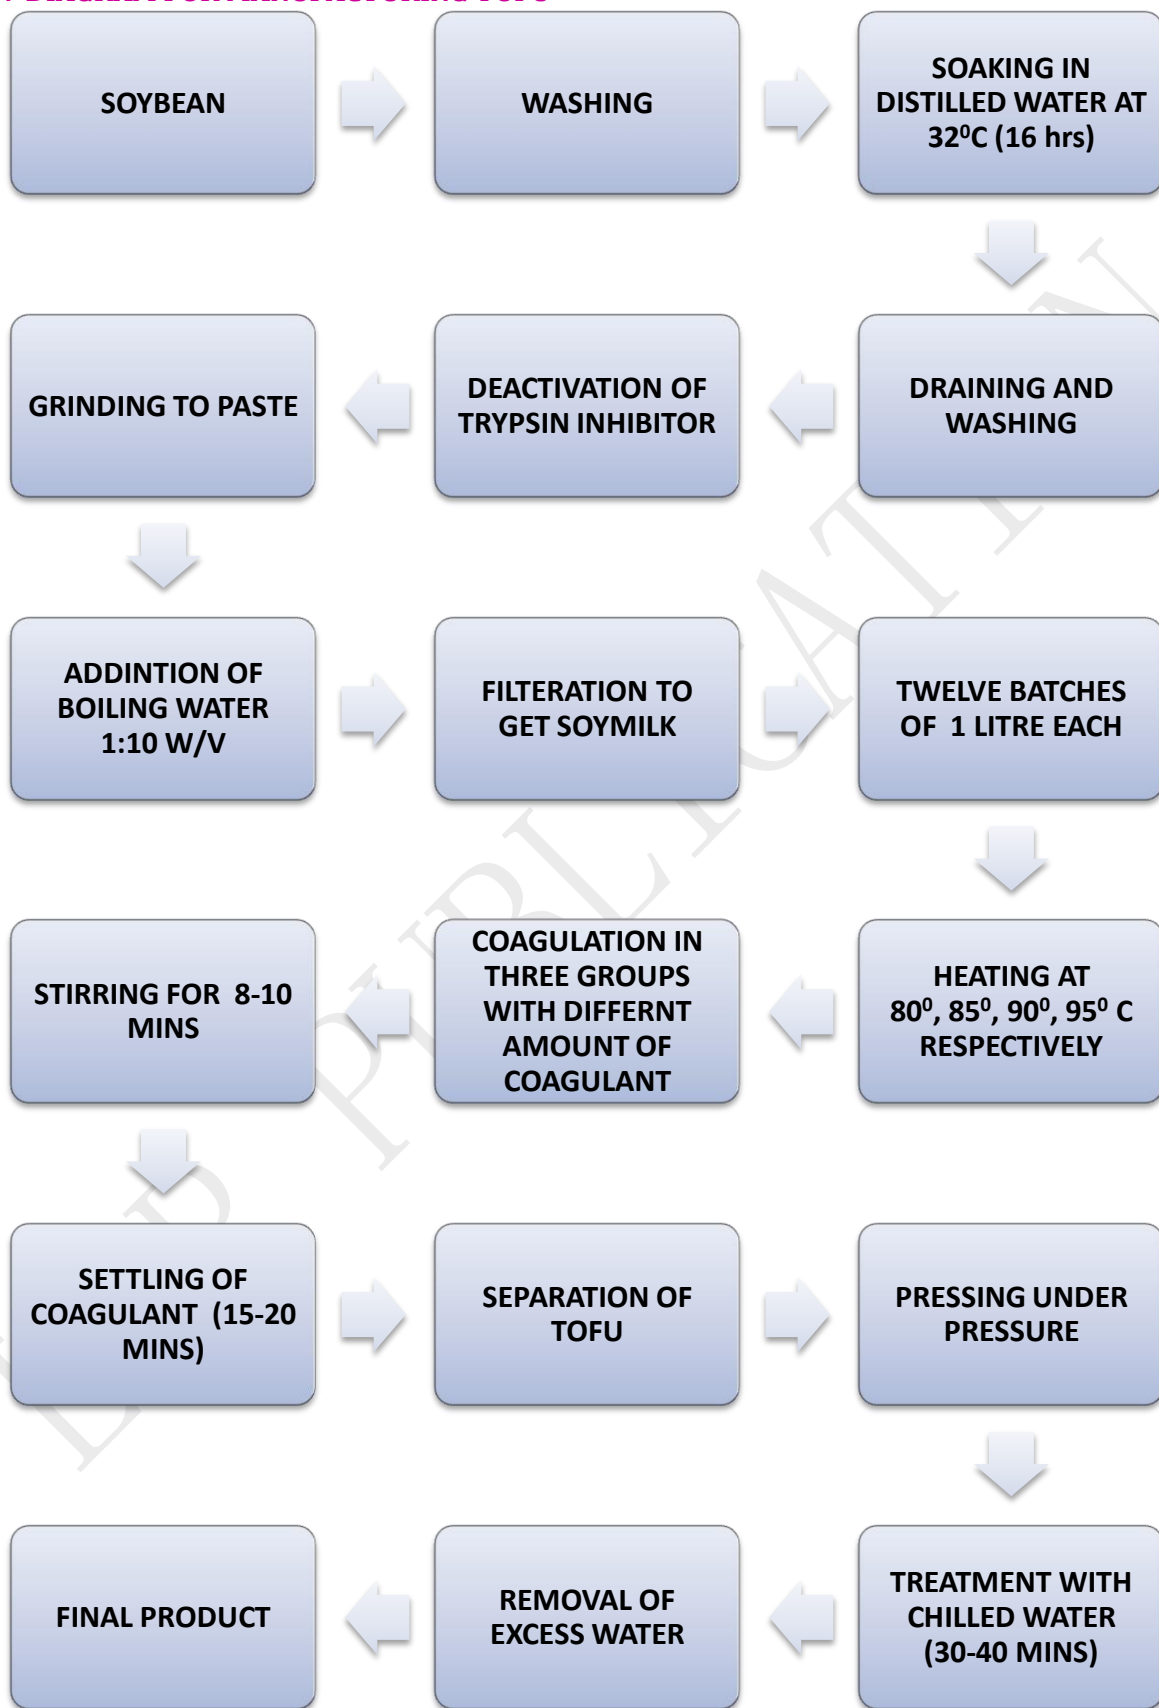 SOYBEAN
WASHING
SOAKING IN
DISTILLED WATER AT
32⁰C (16 hrs)
DRAINING AND
WASHING
DEACTIVATION OF
TRYPSIN INHIBITOR
GRINDING TO PASTE
ADDINTION OF
BOILING WATER
1:10 W/V
FILTERATION TO
GET SOYMILK
TWELVE BATCHES
OF 1 LITRE EACH
HEATING AT
80⁰, 85⁰, 90⁰, 95⁰ C
RESPECTIVELY
COAGULATION IN
THREE GROUPS
WITH DIFFERNT
AMOUNT OF
COAGULANT
STIRRING FOR 8-10
MINS
SETTLING OF
COAGULANT (15-20
MINS)
SEPARATION OF
TOFU
PRESSING UNDER
PRESSURE
TREATMENT WITH
CHILLED WATER
(30-40 MINS)
REMOVAL OF
EXCESS WATER
FINAL PRODUCT